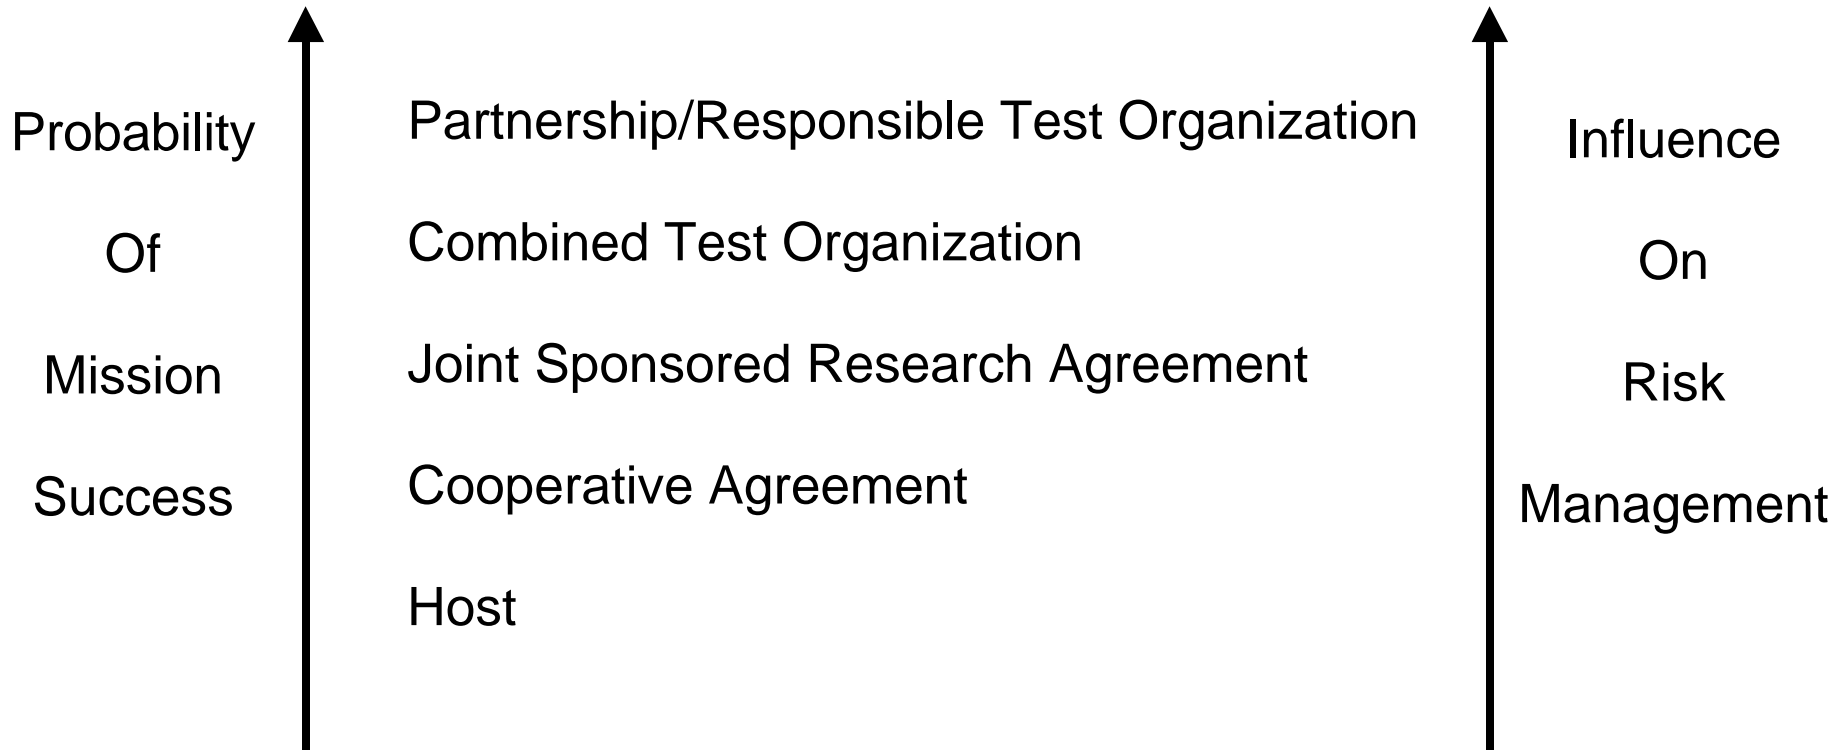 Probability
Of
Mission
Success
Partnership/Responsible Test Organization
Combined Test Organization
Joint Sponsored Research Agreement
Cooperative Agreement
Host
Influence
On
Risk
Management